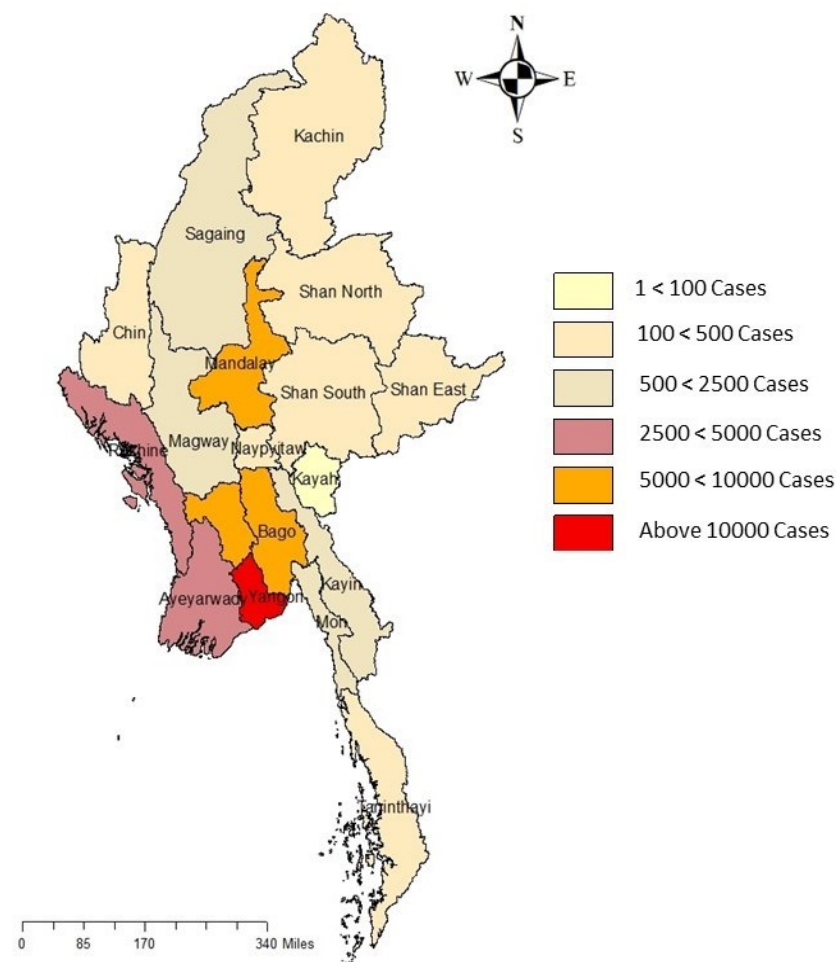 N
W E
S
Kachin
Sagaing
Shan North
Chin
Mandalay
Shan South
Shan East
Rakhine
Magway
Naypyitaw
Kayah
Bago
Ayeyarwady
Yangon
Kayin
Mon
Taninthayi
1 < 100 Cases
100 < 500 Cases
500 < 2500 Cases
2500 < 5000 Cases
5000 < 10000 Cases
Above 10000 Cases
0 85 170 340 Miles